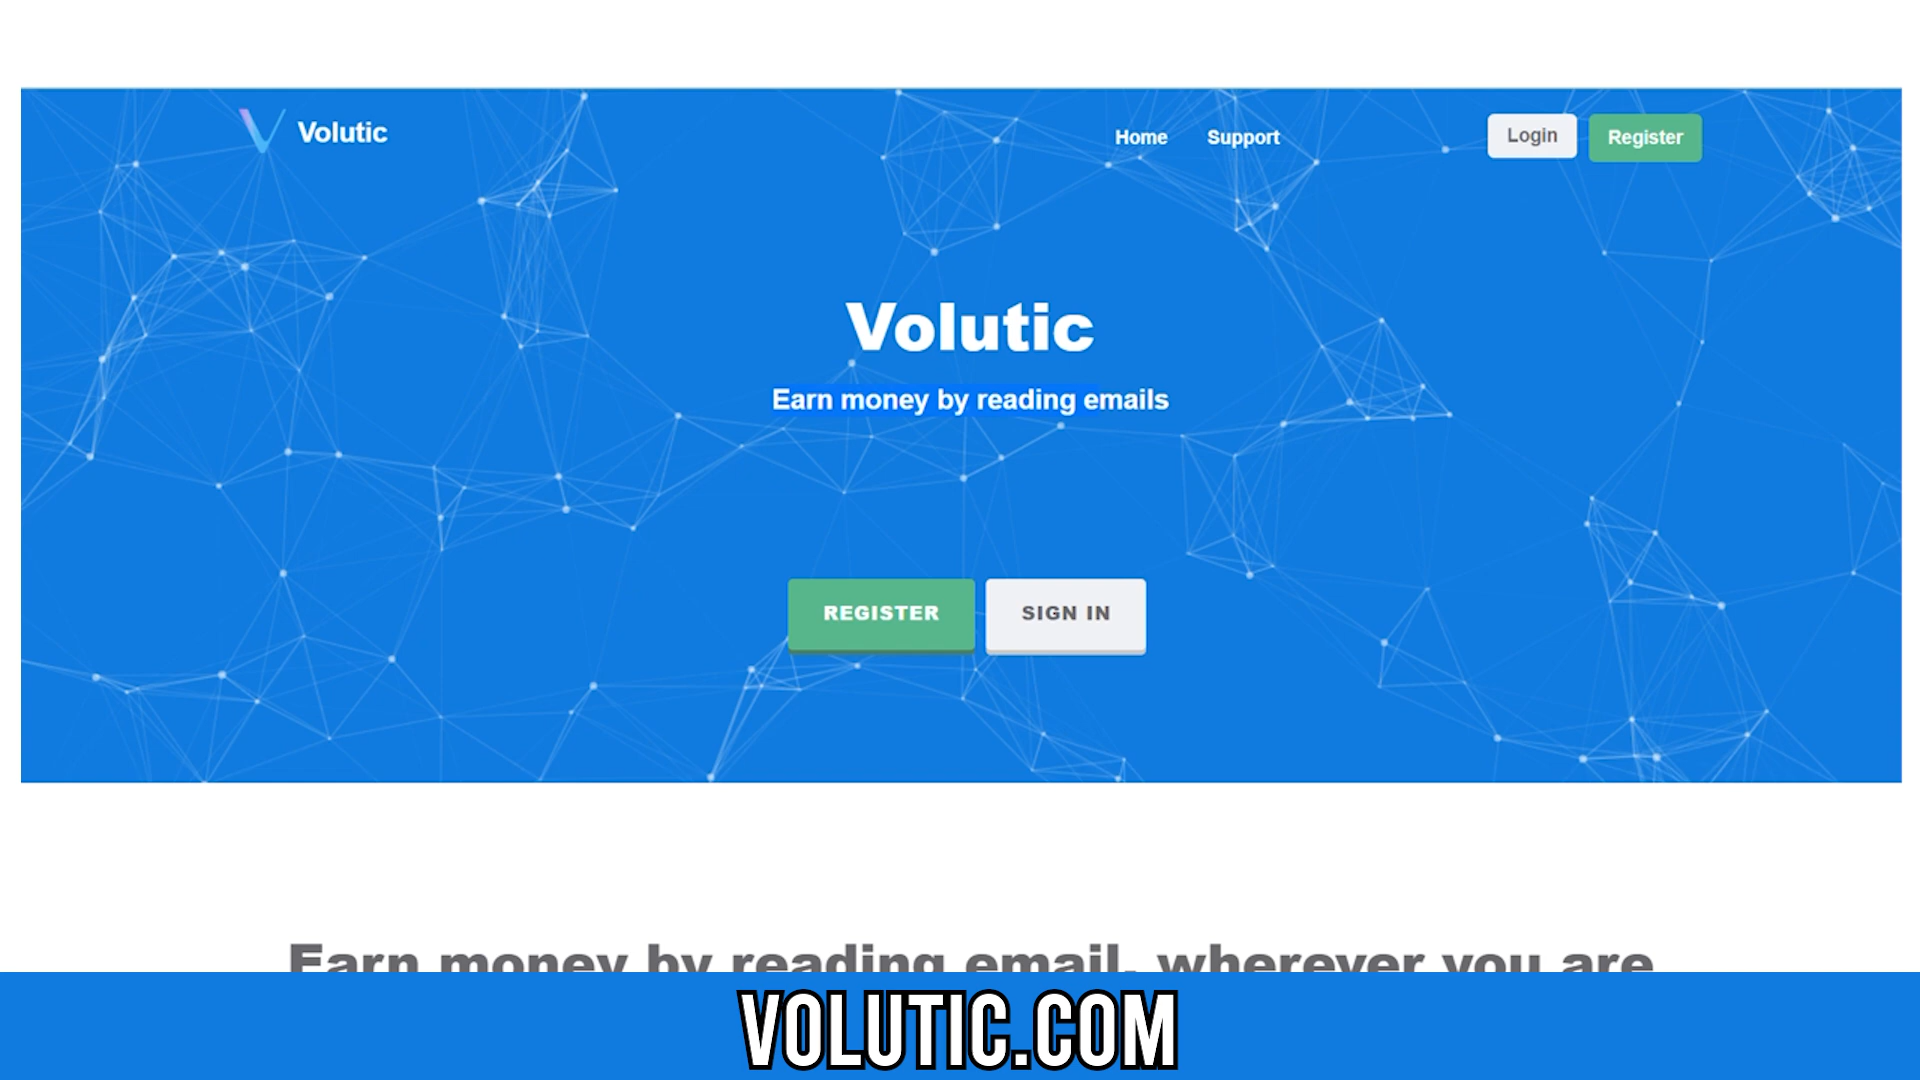 Volutic
Home Support
Login Register
Volutic
Earn money by reading emails
REGISTER SIGN IN
Earn money by reading email, wherever you are
VOLUTIC.COM